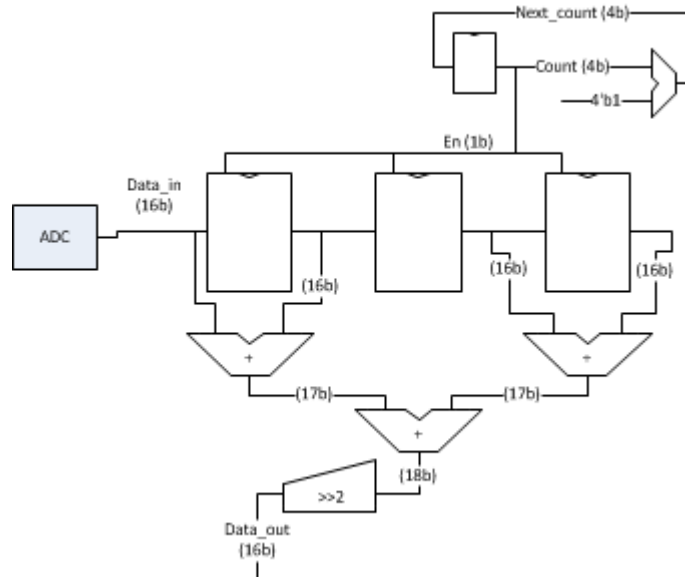 Next_count (4b)
Count (4b)
4'b1
En (1b)
Data_in
(16b)
ADC
(16b)
(16b)
(16b)
+
+
(17b)
(17b)
+
(18b)
>>2
Data_out
(16b)